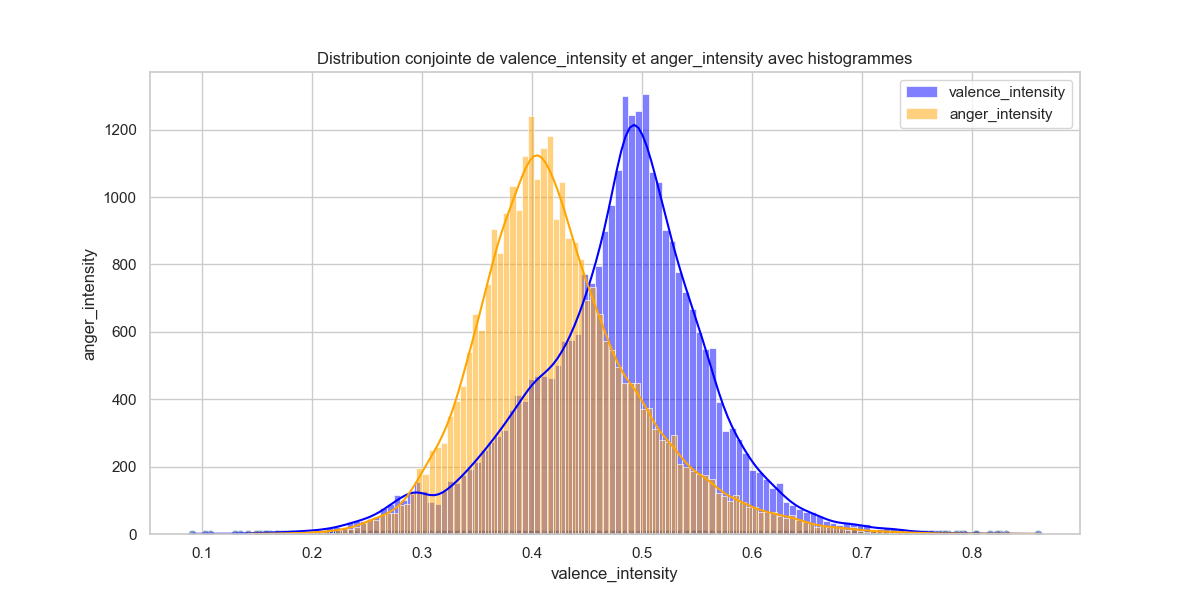 Distribution conjointe de valence_intensity et anger_intensity avec histogrammes
valence_intensity
anger_intensity
1200
1000
800
600
400
200
0
anger_intensity
0.1 0.2 0.3 0.4 0.5 0.6 0.7 0.8
valence_intensity